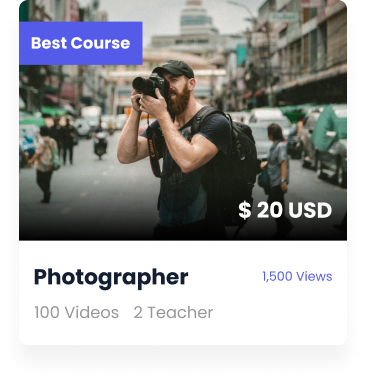 Best Course
$ 20 USD
Photographer
1,500 Views
100 Videos
2 Teacher